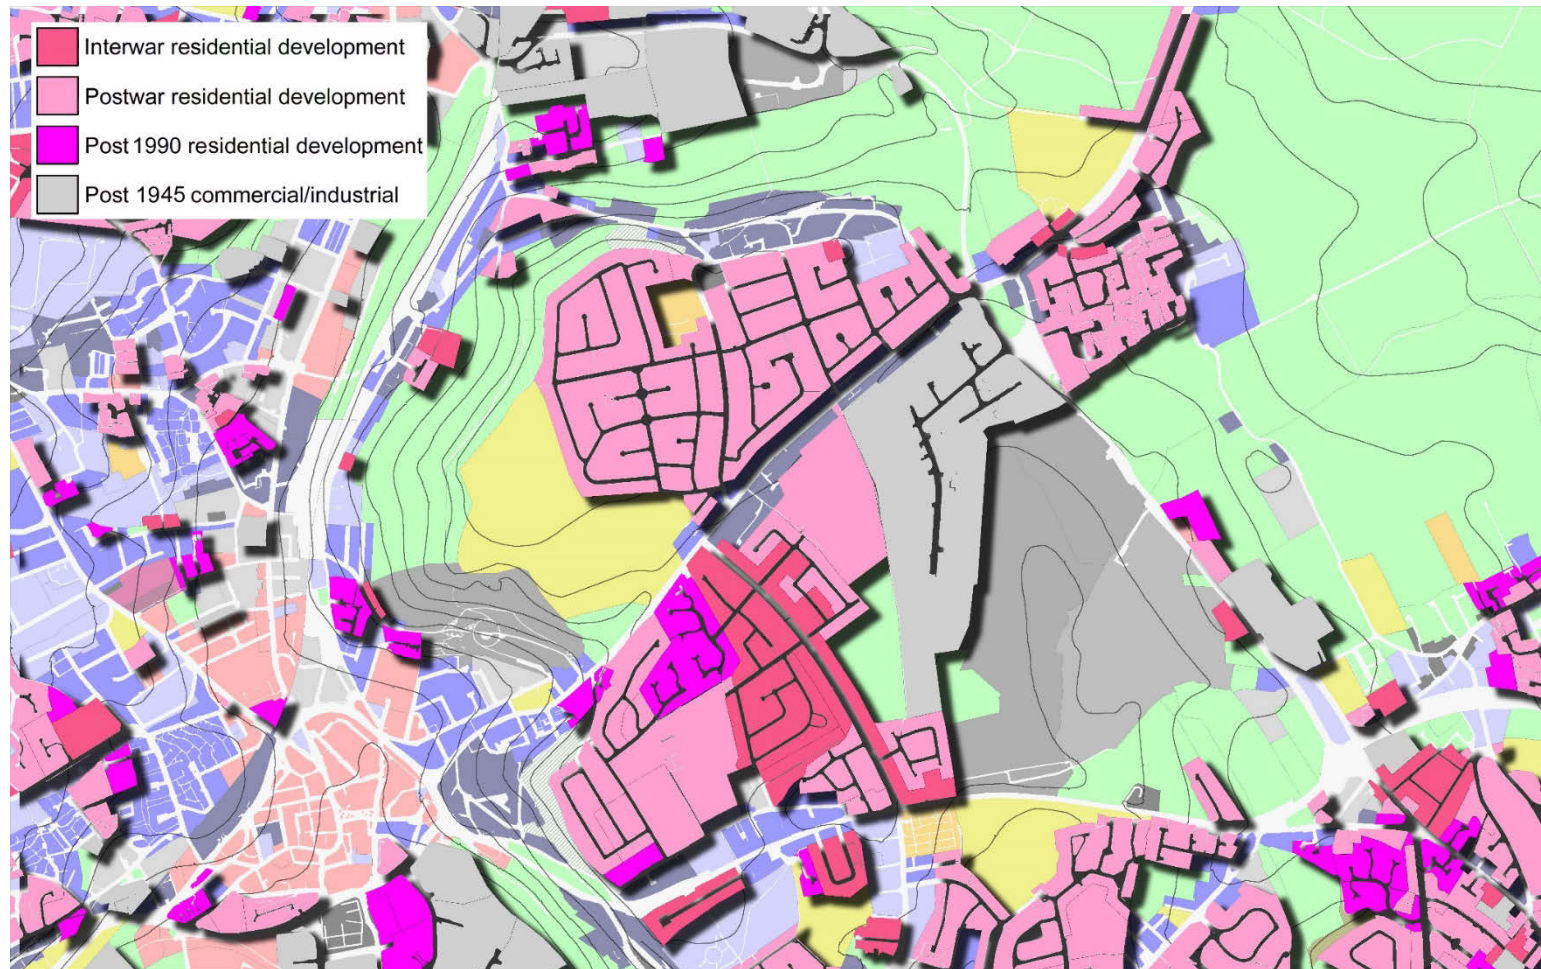 Interwar residential development
Postwar residential development
Post 1990 residential development
Post 1945 commercial/industrial